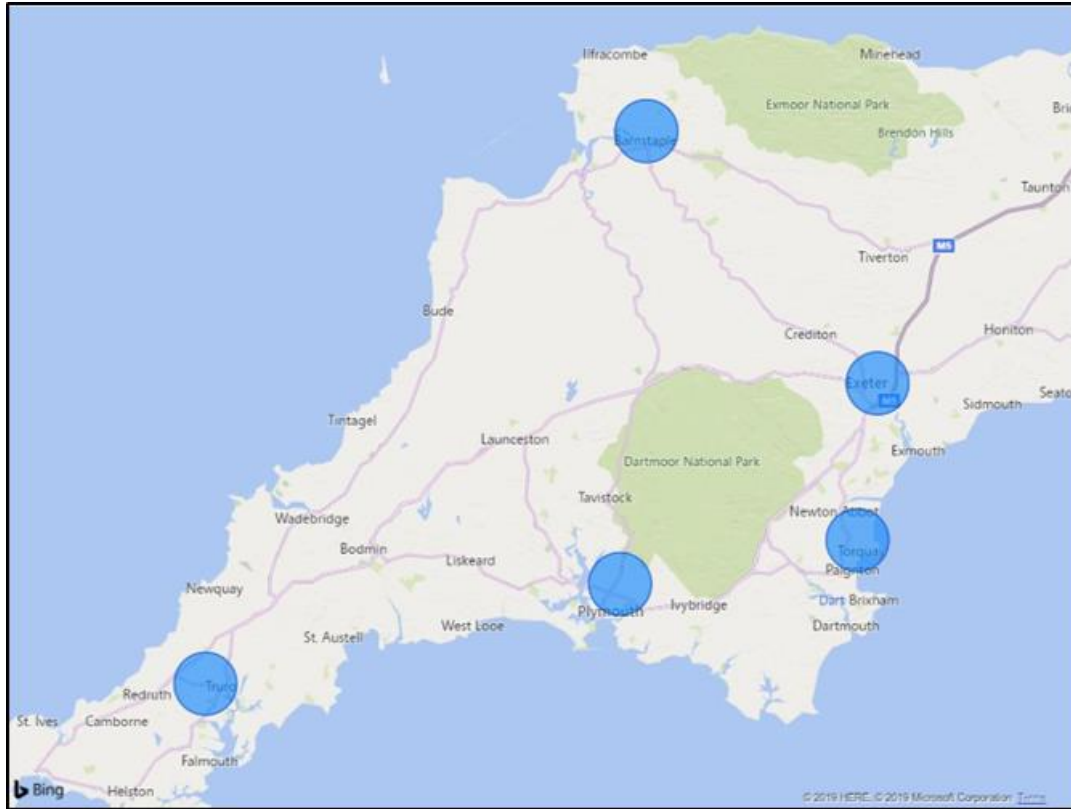 Ilfracombe
Minehead
Exmoor National Park
Brendon Hills
Barnstaple
Taunton
M5
Tiverton
Bude
Crediton
Honiton
Exeter
Sidmouth
Tintagel
Launceston
Exmouth
Dartmoor National Park
Tavistock
Newton Abbot
Wadebridge
Bodmin
Liskeard
Torquay
Paignton
Newquay
Plymouth
Ivybridge
Dart Brixham
West Looe
Dartmouth
St. Austell
Truro
Redruth
St. Ives
Camborne
Falmouth
Helston
Bing
© 2019 HERE, © 2019 Microsoft Corporation Terms